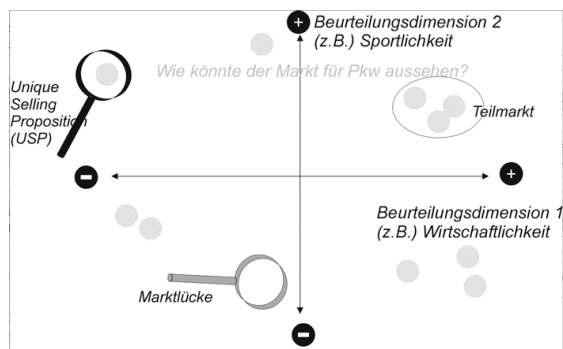 Beurteilungsdimension 2
(z.B.) Sportlichkeit
Wie könnte der Markt für Pkw aussehen?
Unique
Selling
Proposition
(USP)
Teilmarkt
Beurteilungsdimension 1
(z.B.) Wirtschaftlichkeit
Marktlücke